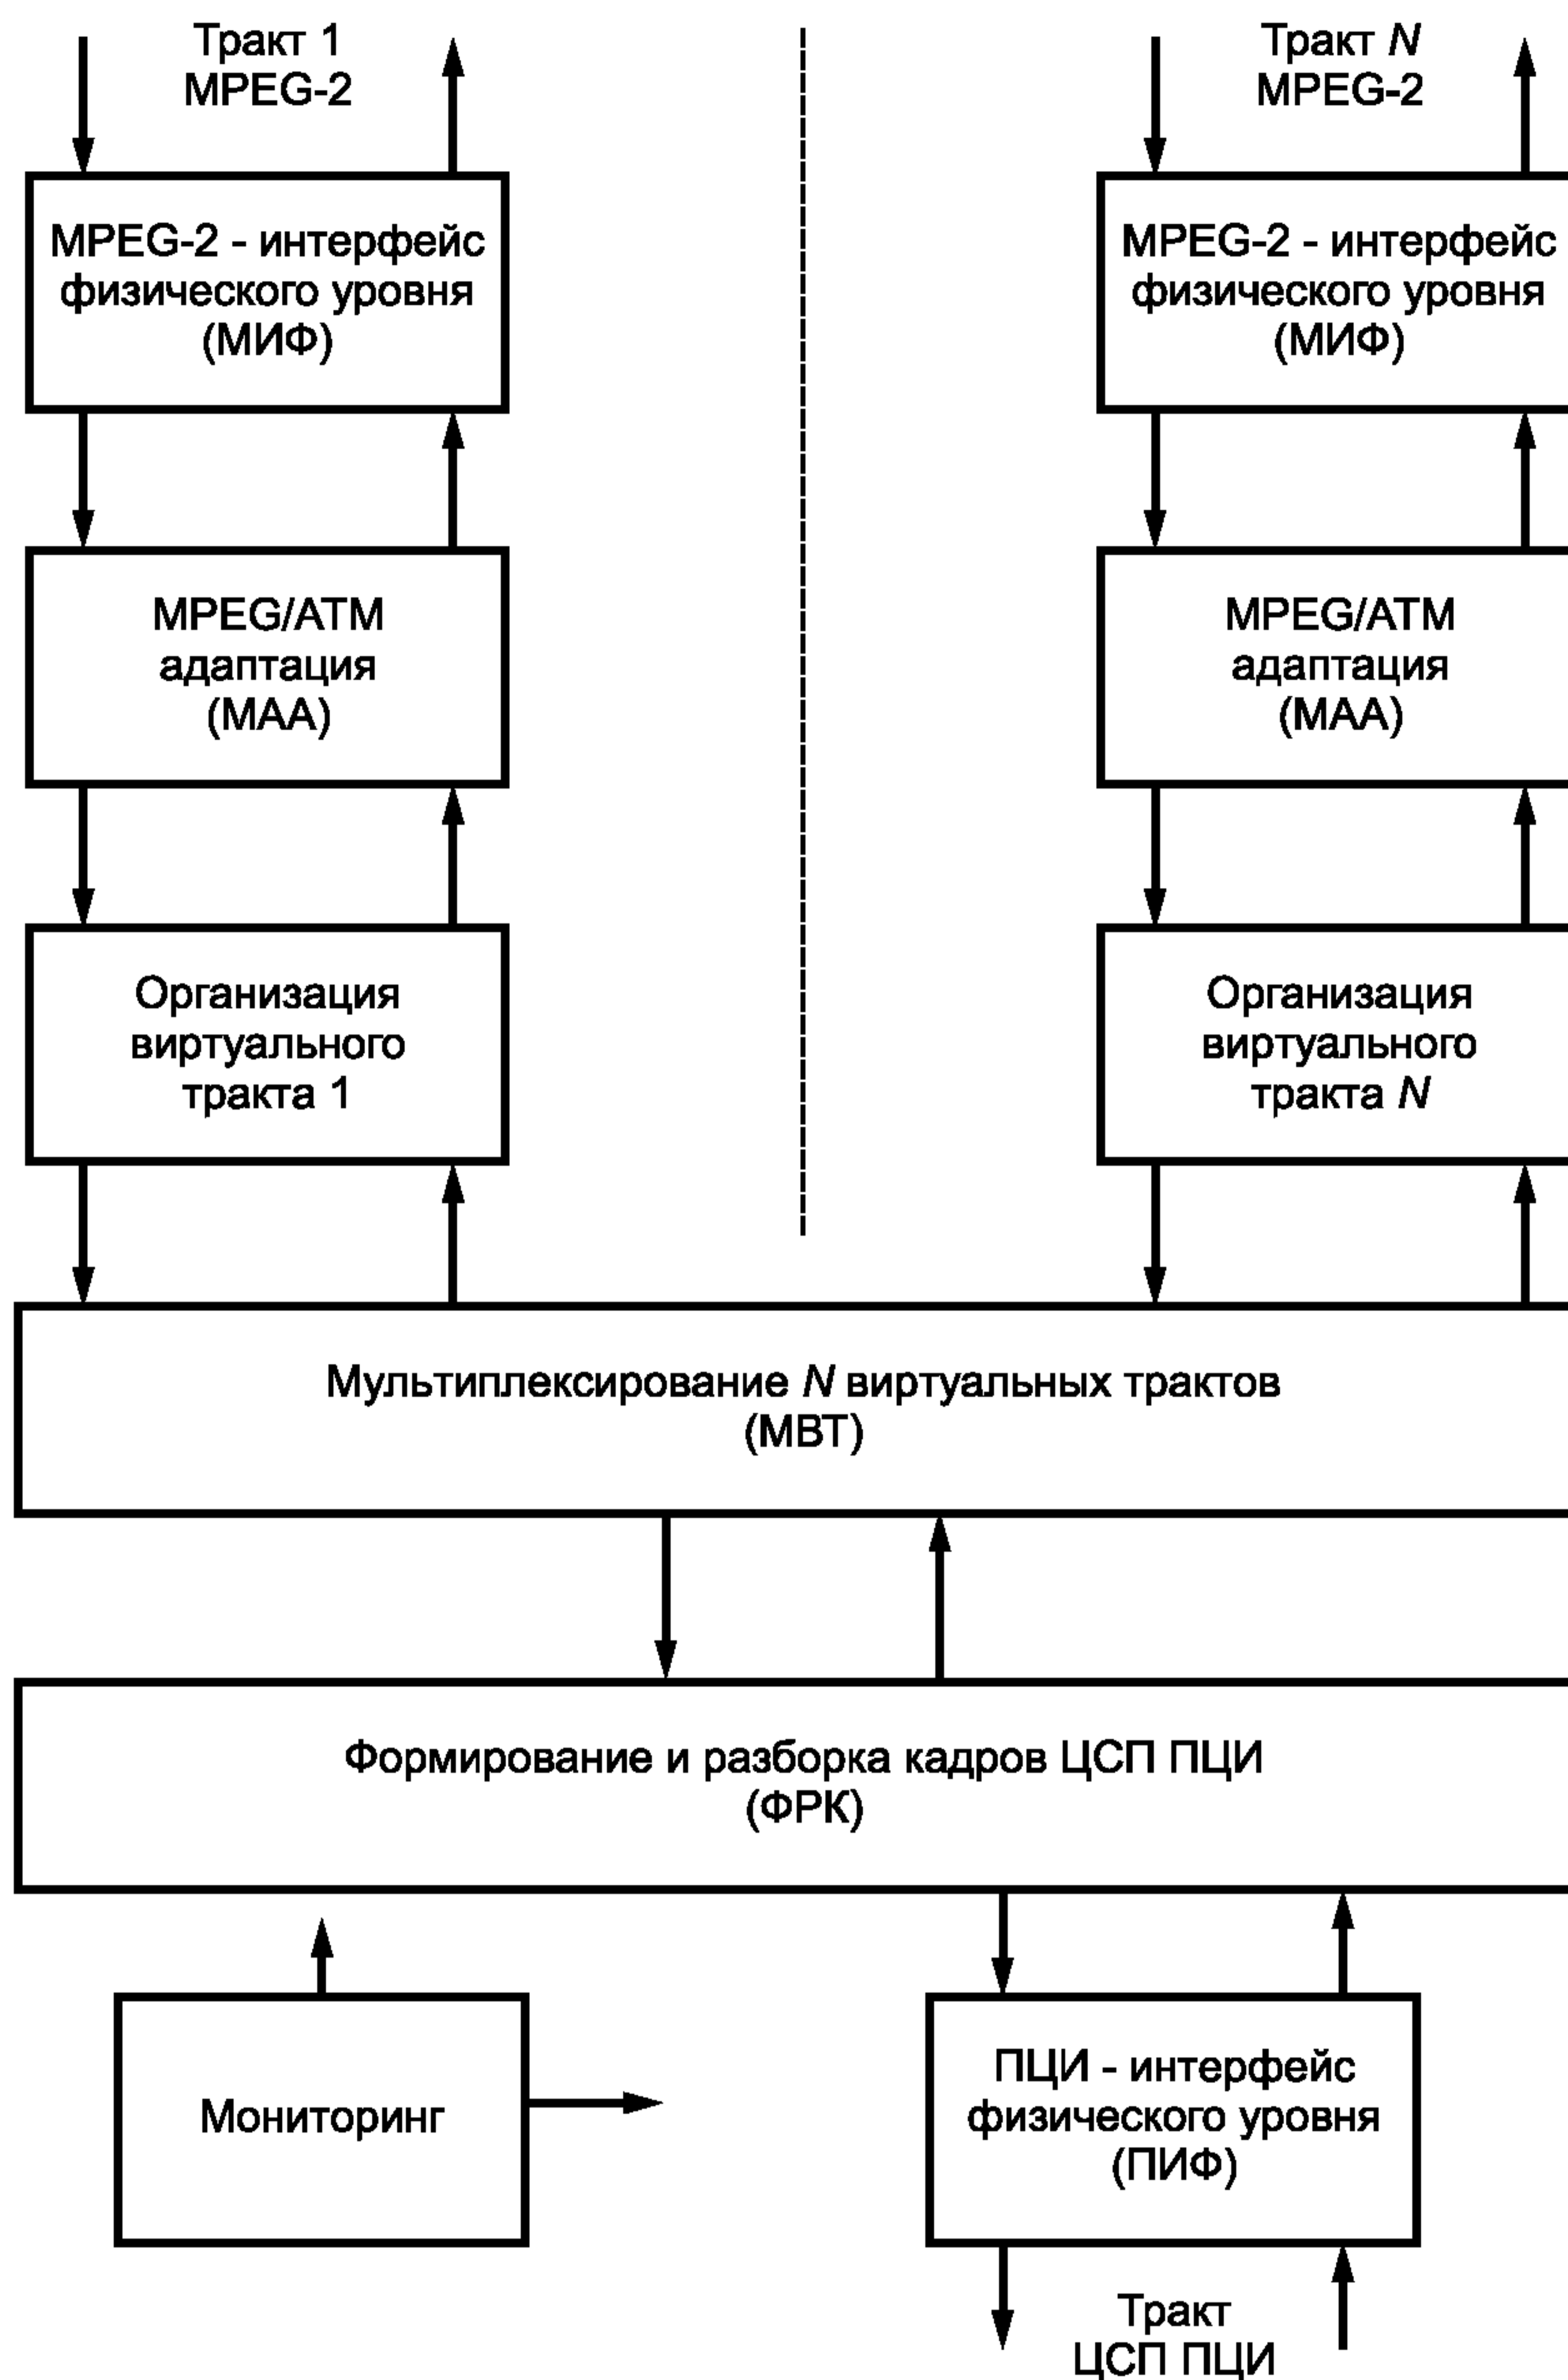 Тракт 1
MPEG-2
Тракт N
MPEG-2
MPEG-2 - интерфейс
физического уровня
(МИФ)
MPEG-2 - интерфейс
физического уровня
(МИФ)
MPEG/ATM
адаптация
(МАА)
MPEG/ATM
адаптация
(МАА)
Организация
виртуального
тракта 1
Организация
виртуального
тракта N
Мультиплексирование N виртуальных трактов
(МВТ)
Формирование и разборка кадров ЦСП ПЦИ
(ФРК)
Мониторинг
ПЦИ - интерфейс
физического уровня
(ПИФ)
Тракт
ЦСП ПЦИ